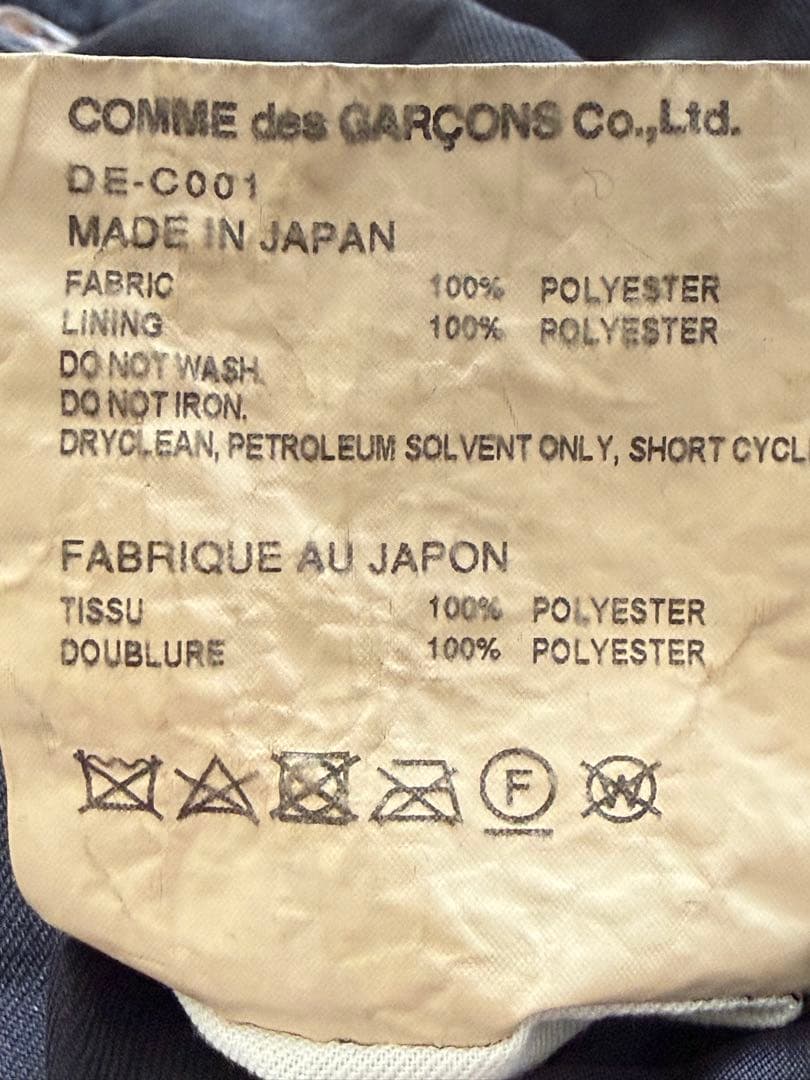 COMME des GARÇONS Co.,Ltd.
DE-C001
MADE IN JAPAN
FABRIC 100% POLYESTER
LINING 100% POLYESTER
DO NOT WASH.
DO NOT IRON.
DRYCLEAN, PETROLEUM SOLVENT ONLY, SHORT CYCL
FABRIQUE AU JAPON
TISSU 100% POLYESTER
DOUBLURE 100% POLYESTER
F W